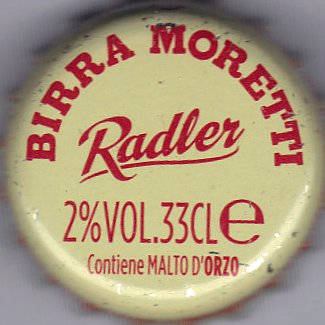 BIRRA MORETTI
Radler
2%VOL.33CL℮
Contiene MALTO D'ORZO